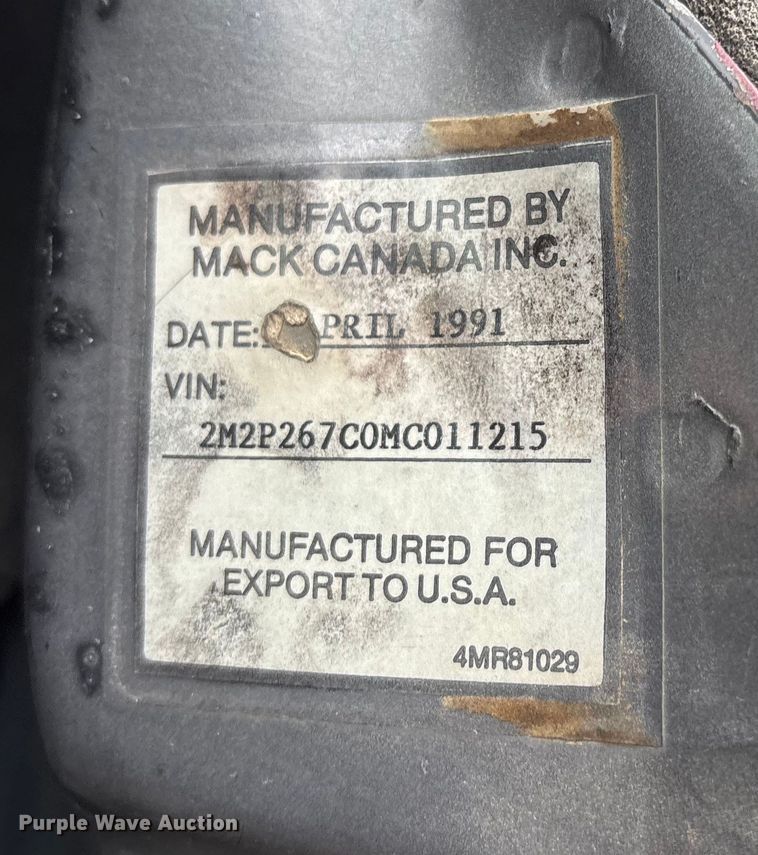 MANUFACTURED BY
MACK CANADA INC.
DATE: PRIL 1991
VIN:
2M2P267C0MC011215
MANUFACTURED FOR
EXPORT TO U.S.A.
4MR81029
Purple Wave Auction